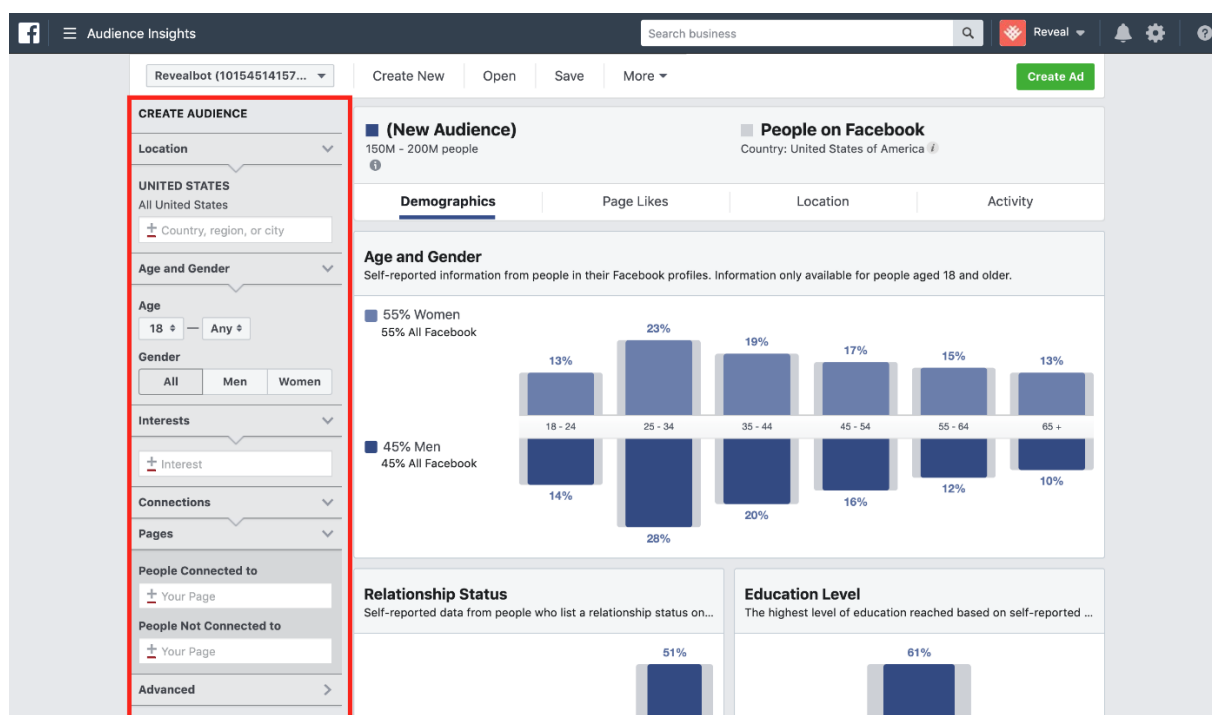 Audience Insights
Search business
Reveal
Revealbot (10154514157...
Create New
Open
Save
More
Create Ad
CREATE AUDIENCE
Location
UNITED STATES
All United States
Country, region, or city
Age and Gender
Age
18 — Any
Gender
All
Men
Women
Interests
Interest
Connections
Pages
People Connected to
Your Page
People Not Connected to
Your Page
Advanced
(New Audience)
150M - 200M people
People on Facebook
Country: United States of America
Demographics
Page Likes
Location
Activity
Age and Gender
Self-reported information from people in their Facebook profiles. Information only available for people aged 18 and older.
55% Women
55% All Facebook
13%
23%
19%
17%
15%
13%
18 - 24
25 - 34
35 - 44
45 - 54
55 - 64
65 +
45% Men
45% All Facebook
14%
28%
20%
16%
12%
10%
Relationship Status
Self-reported data from people who list a relationship status on...
51%
Education Level
The highest level of education reached based on self-reported ...
61%